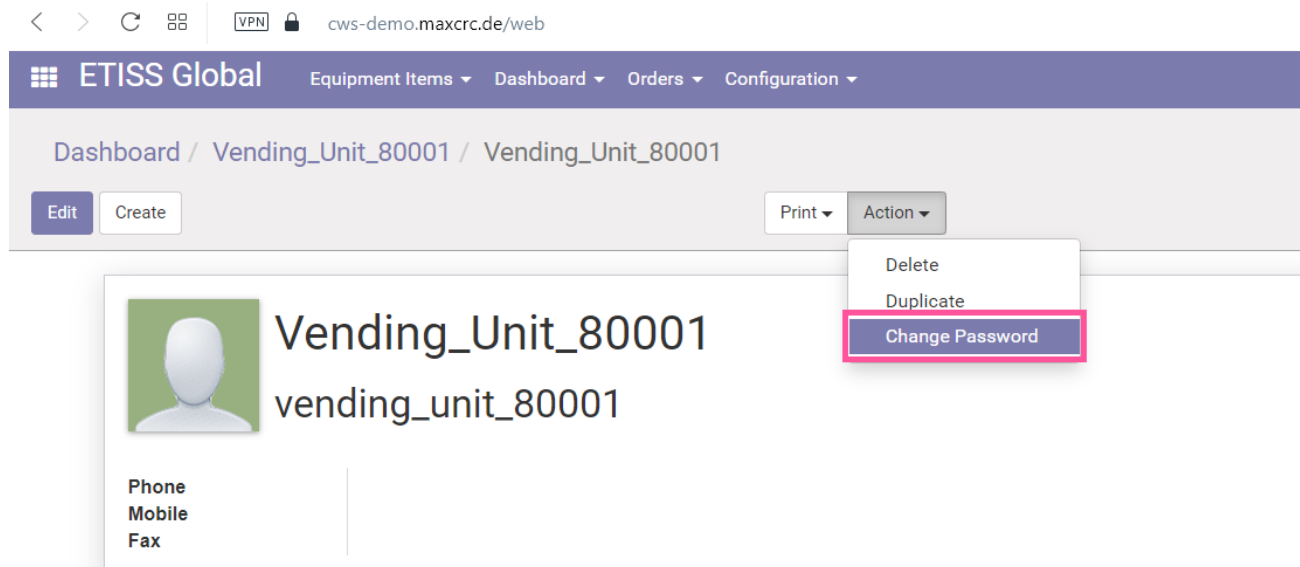 VPN cws-demo.maxcrc.de/web
ETISS Global Equipment Items Dashboard Orders Configuration
Dashboard / Vending_Unit_80001 / Vending_Unit_80001
Edit Create Print Action
Delete
Duplicate
Change Password
Vending_Unit_80001
vending_unit_80001
Phone
Mobile
Fax